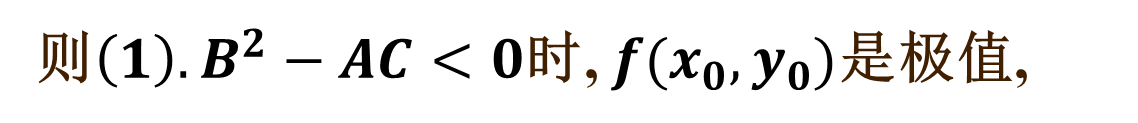 则(1). B² − AC < 0时, f(x₀, y₀)是极值,